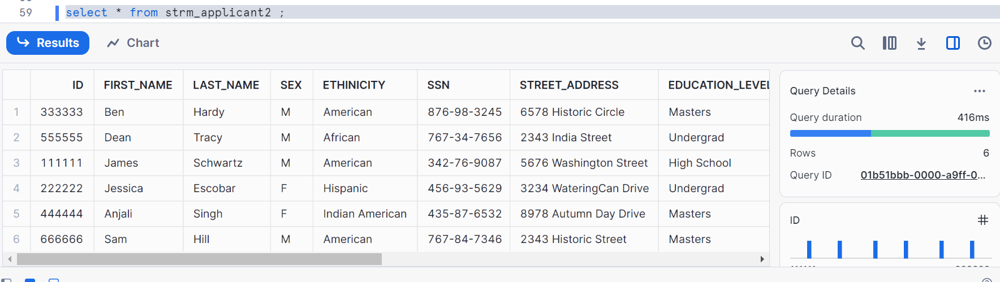 59 select * from strm_applicant2 ;
Results Chart
ID FIRST_NAME LAST_NAME SEX ETHINICITY SSN STREET_ADDRESS EDUCATION_LEVEL
1 333333 Ben Hardy M American 876-98-3245 6578 Historic Circle Masters
2 555555 Dean Tracy M African 767-34-7656 2343 India Street Undergrad
3 111111 James Schwartz M American 342-76-9087 5676 Washington Street High School
4 222222 Jessica Escobar F Hispanic 456-93-5629 3234 WateringCan Drive Undergrad
5 444444 Anjali Singh F Indian American 435-87-6532 8978 Autumn Day Drive Masters
6 666666 Sam Hill M American 767-84-7346 2343 Historic Street Masters
Query Details ...
Query duration 416ms
Rows 6
Query ID 01b51bbb-0000-a9ff-0...
ID #